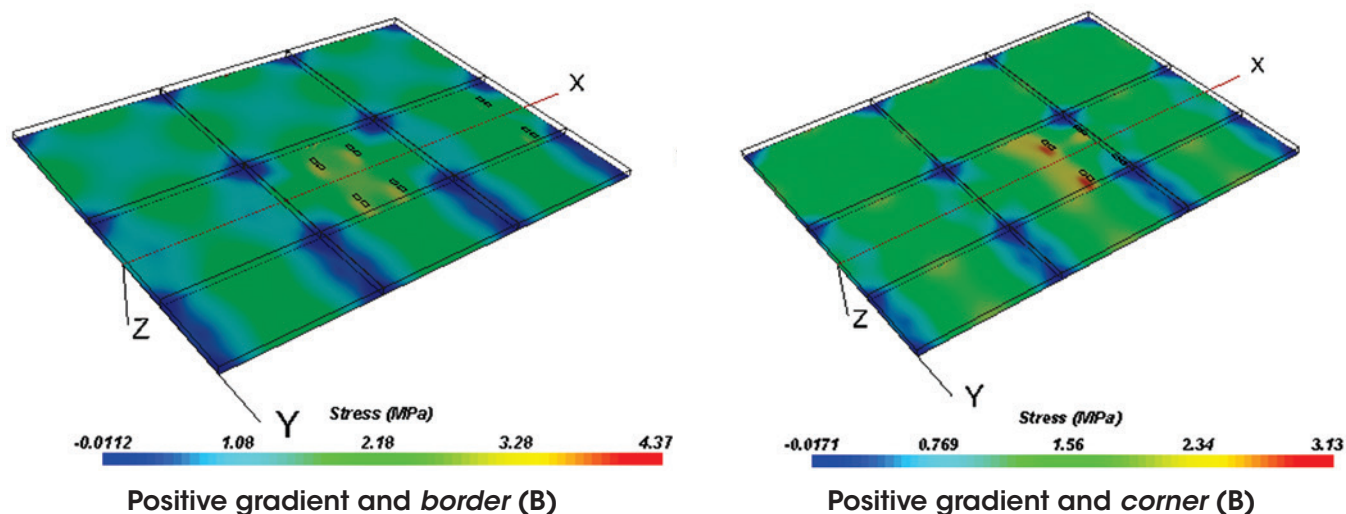 X
Z
Y
Stress (MPa)
-0.0112 1.08 2.18 3.28 4.37
Positive gradient and border (B)
X
Z
Y
Stress (MPa)
-0.0171 0.769 1.56 2.34 3.13
Positive gradient and corner (B)